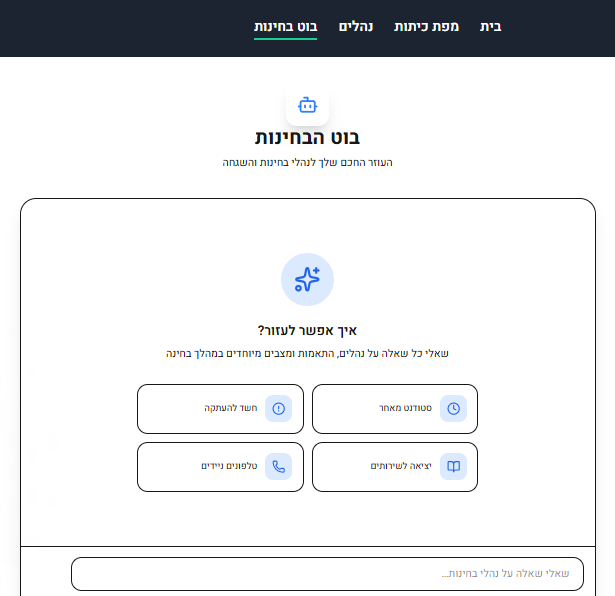 בית
מפת כיתות
נהלים
בוט בחינות
בוט הבחינות
העוזר החכם שלך לנהלי בחינות והשגחה
איך אפשר לעזור?
שאלי כל שאלה על נהלים, התאמות ומצבים מיוחדים במהלך בחינה
סטודנט מאחר
חשד להעתקה
יציאה לשירותים
טלפונים ניידים
שאלי שאלה על נהלי בחינות...